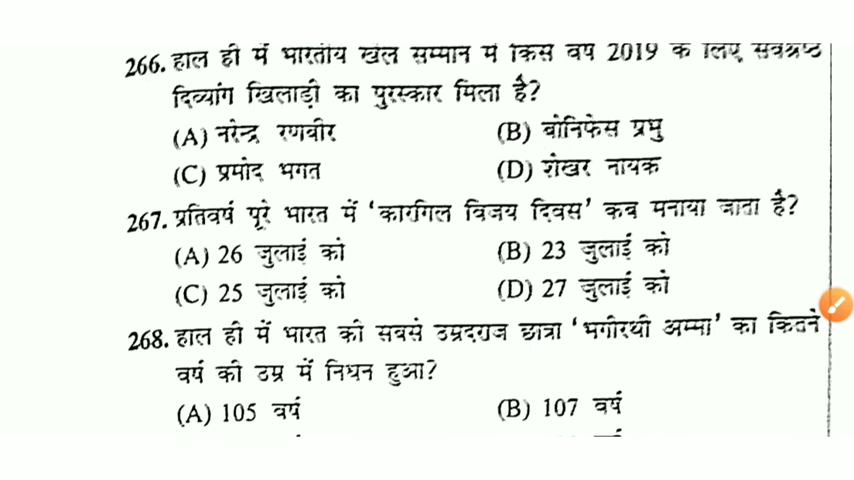 266. हाल ही में भारतीय खेल सम्मान में किसे वर्ष 2019 के लिए सर्वश्रेष्ठ
दिव्यांग खिलाड़ी का पुरस्कार मिला है?
(A) नरेन्द्र रणवीर (B) बोनिफेस प्रभु
(C) प्रमोद भगत (D) शेखर नायक
267. प्रतिवर्ष पूरे भारत में ‘कारगिल विजय दिवस’ कब मनाया जाता है?
(A) 26 जुलाई को (B) 23 जुलाई को
(C) 25 जुलाई को (D) 27 जुलाई को
268. हाल ही में भारत की सबसे उम्रदराज छात्रा ‘भगीरथी अम्मा’ का कितने
वर्ष की उम्र में निधन हुआ?
(A) 105 वर्ष (B) 107 वर्ष